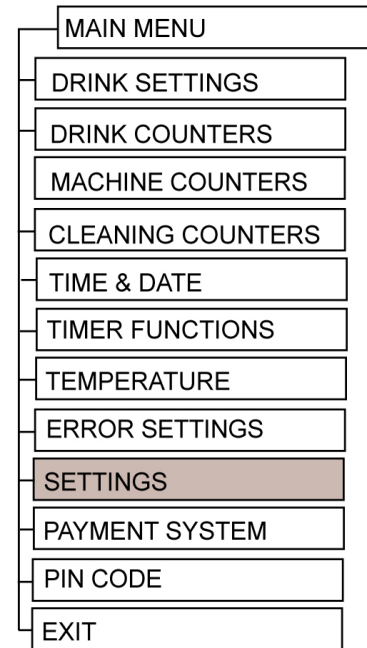 MAIN MENU
DRINK SETTINGS
DRINK COUNTERS
MACHINE COUNTERS
CLEANING COUNTERS
TIME & DATE
TIMER FUNCTIONS
TEMPERATURE
ERROR SETTINGS
SETTINGS
PAYMENT SYSTEM
PIN CODE
EXIT